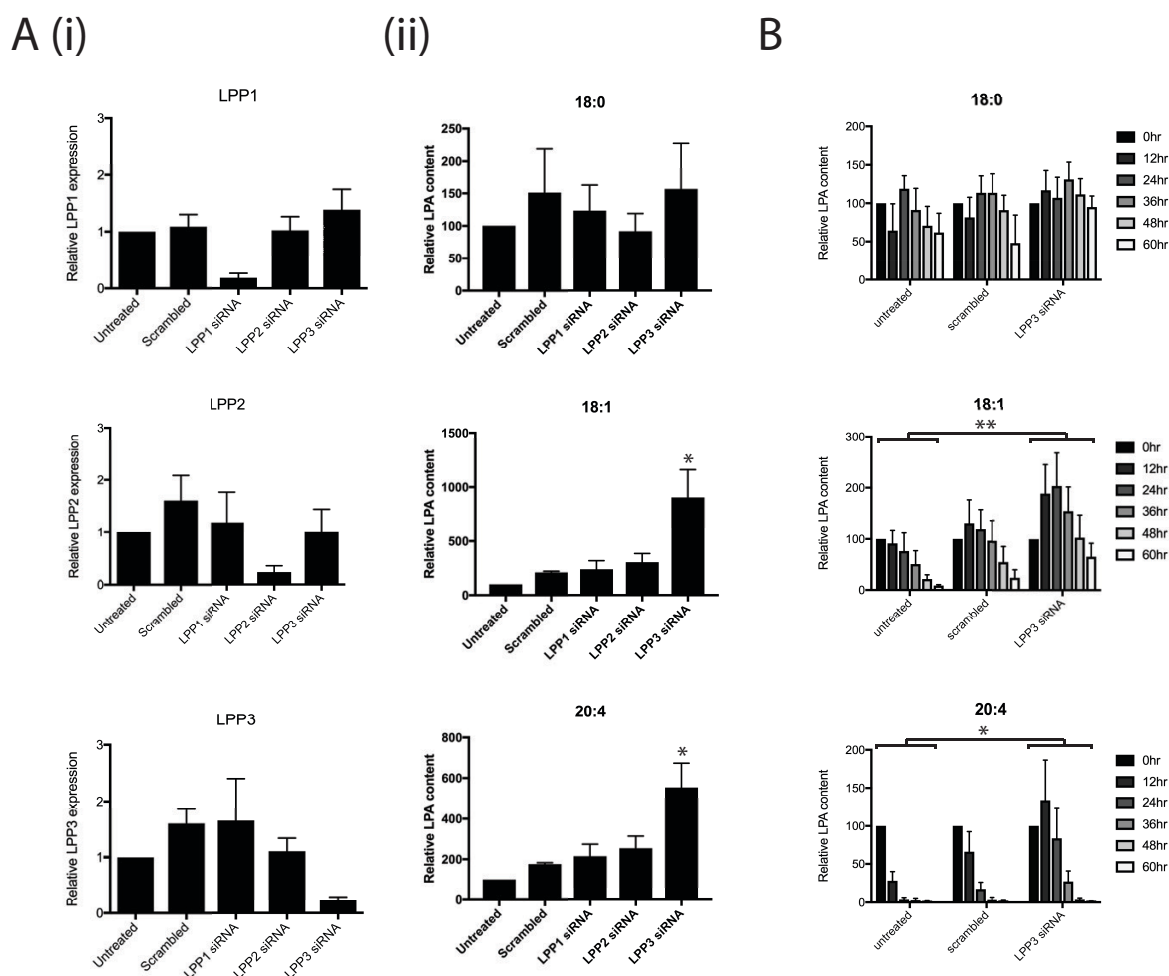 A (i)
(ii)
B
LPP1
Relative LPP1 expression
3
2
1
0
Untreated
Scrambled
LPP1 siRNA
LPP2 siRNA
LPP3 siRNA
18:0
Relative LPA content
250
200
150
100
50
0
Untreated
Scrambled
LPP1 siRNA
LPP2 siRNA
LPP3 siRNA
18:0
Relative LPA content
200
150
100
50
0
untreated
scrambled
LPP3 siRNA
0hr
12hr
24hr
36hr
48hr
60hr
LPP2
Relative LPP2 expression
3
2
1
0
Untreated
Scrambled
LPP1 siRNA
LPP2 siRNA
LPP3 siRNA
18:1
Relative LPA content
1500
1000
500
0
*
Untreated
Scrambled
LPP1 siRNA
LPP2 siRNA
LPP3 siRNA
18:1
**
Relative LPA content
300
200
100
0
untreated
scrambled
LPP3 siRNA
0hr
12hr
24hr
36hr
48hr
60hr
LPP3
Relative LPP3 expression
3
2
1
0
Untreated
Scrambled
LPP1 siRNA
LPP2 siRNA
LPP3 siRNA
20:4
Relative LPA content
800
600
400
200
0
*
Untreated
Scrambled
LPP1 siRNA
LPP2 siRNA
LPP3 siRNA
20:4
*
Relative LPA content
200
150
100
50
0
untreated
scrambled
LPP3 siRNA
0hr
12hr
24hr
36hr
48hr
60hr